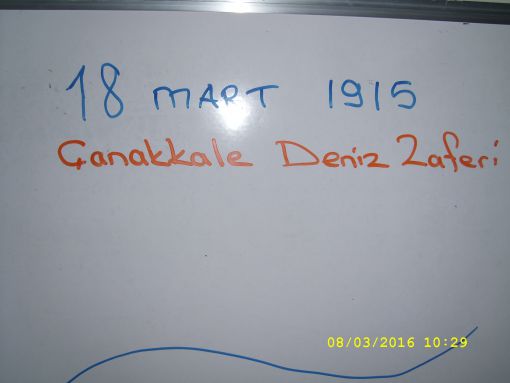 18 MART 1915
Çanakkale Deniz Zaferi
08/03/2016 10:29